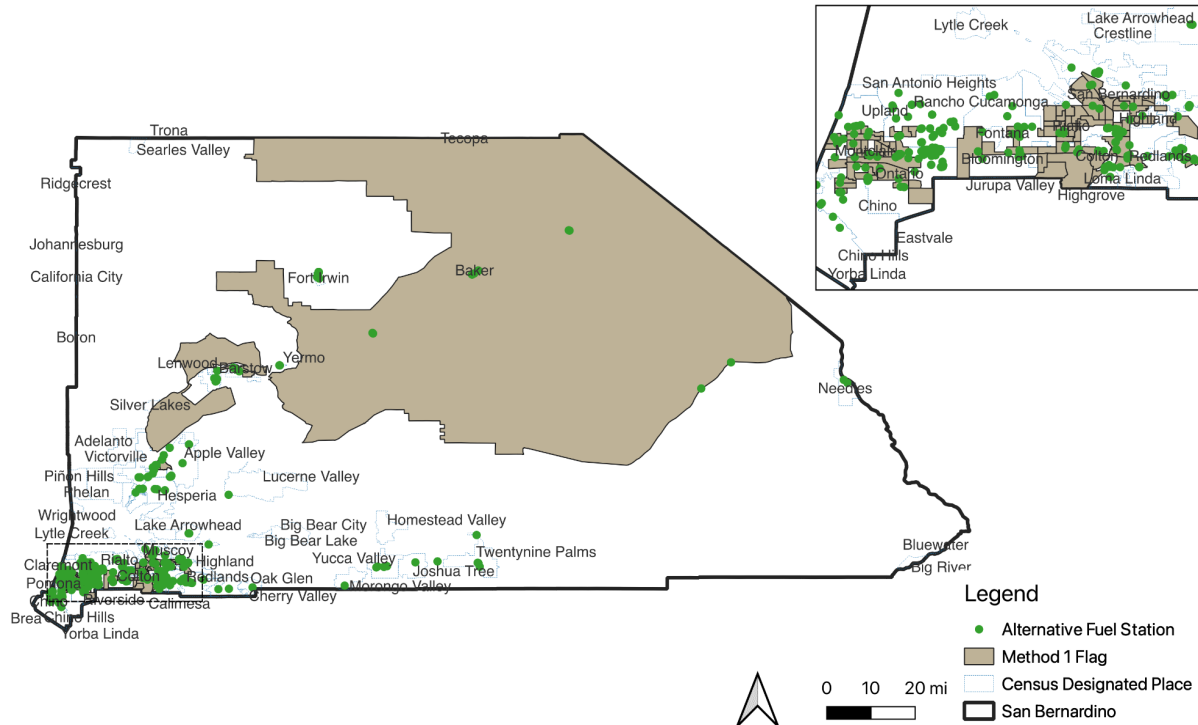 Lytle Creek
Lake Arrowhead
Crestline
San Antonio Heights
Upland
Rancho Cucamonga
San Bernardino
Fontana
Rialto
Highland
Montclair
Bloomington
Colton
Redlands
Ontario
Loma Linda
Jurupa Valley
Highgrove
Chino
Eastvale
Chino Hills
Yorba Linda
Trona
Searles Valley
Tecopa
Ridgecrest
Johannesburg
California City
Fort Irwin
Baker
Boron
Lenwood
Barstow
Yermo
Needles
Silver Lakes
Adelanto
Victorville
Apple Valley
Piñon Hills
Phelan
Hesperia
Lucerne Valley
Wrightwood
Lytle Creek
Lake Arrowhead
Big Bear City
Big Bear Lake
Homestead Valley
Claremont
Rialto
Muscoy
Highland
Yucca Valley
Twentynine Palms
Joshua Tree
Bluewater
Big River
Pomona
Colton
Redlands
Oak Glen
Morongo Valley
Cherry Valley
Chino
Riverside
Calimesa
Brea
Chino Hills
Yorba Linda
Legend
Alternative Fuel Station
Method 1 Flag
Census Designated Place
San Bernardino
0 10 20 mi